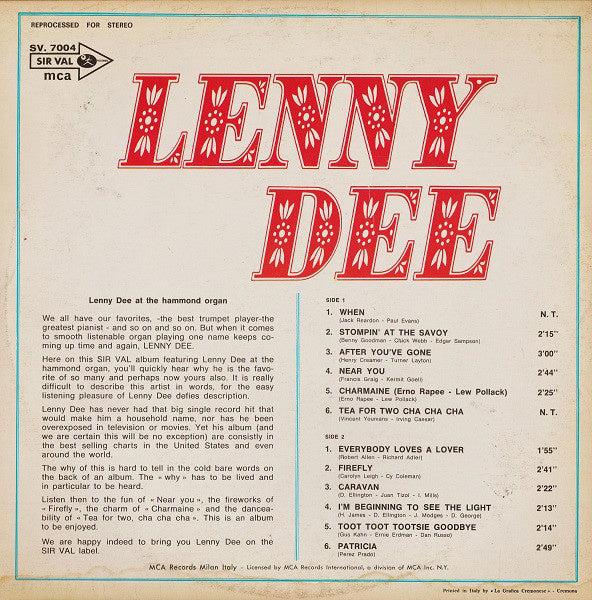 REPROCESSED FOR STEREO
SV. 7004
SIR VAL
mca
LENNY
DEE
Lenny Dee at the hammond organ
We all have our favorites, -the best trumpet player-the
greatest pianist - and so on and so on. But when it comes
to smooth listenable organ playing one name keeps co-
ming up time and again, LENNY DEE.
Here on this SIR VAL album featuring Lenny Dee at the
hammond organ, you'll quickly hear why he is the favo-
rite of so many and perhaps now yours also. It is really
difficult to describe this artist in words, for the easy
listening pleasure of Lenny Dee defies description.
Lenny Dee has never had that big single record hit that
would make him a household name, nor has he been
overexposed in television or movies. Yet his album (and
we are certain this will be no exception) are consistly in
the best selling charts in the United States and even
around the world.
The why of this is hard to tell in the cold bare words on
the back of an album. The « why » has to be lived and
in particular to be heard.
Listen then to the fun of « Near you », the fireworks of
« Firefly », the charm of « Charmaine » and the dancea-
bility of « Tea for two, cha cha cha ». This is an album
to be enjoyed.
We are happy indeed to bring you Lenny Dee on the
SIR VAL label.
SIDE 1
1. WHEN N. T.
(Jack Reardon - Paul Evans)
2. STOMPIN' AT THE SAVOY 2'15"
(Benny Goodman - Chick Webb - Edgar Sampson)
3. AFTER YOU'VE GONE 3'00"
(Henry Creamer - Turner Layton)
4. NEAR YOU 2'44"
(Francis Graig - Kermit Goell)
5. CHARMAINE (Erno Rapee - Lew Pollack) 2'25"
(Erno Rapee - Lew Pollack)
6. TEA FOR TWO CHA CHA CHA N. T.
(Vincent Youmans - Irving Caesar)
SIDE 2
1. EVERYBODY LOVES A LOVER 1'55"
(Robert Allen - Richard Adler)
2. FIREFLY 2'41"
(Carolyn Leigh - Cy Coleman)
3. CARAVAN 2'22"
(D. Ellington - Juan Tizol - I. Mills)
4. I'M BEGINNING TO SEE THE LIGHT 2'13"
(H. James - D. Ellington - J. Modges - D. George)
5. TOOT TOOT TOOTSIE GOODBYE 2'14"
(Gus Kahn - Ernie Erdman - Dan Russo)
6. PATRICIA 2'49"
(Perez Prado)
MCA Records Milan Italy - Licensed by MCA Records International, a division of MCA Inc. N.Y.
Printed in Italy by « La Grafica Cremonese » - Cremona